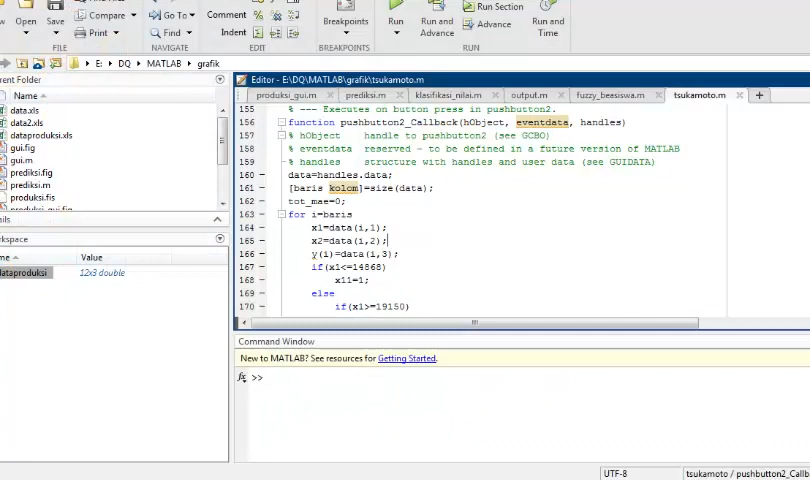 Open
Save
Compare
Print
Go To
Find
Comment
Indent
Breakpoints
Run
Run and
Advance
Run Section
Advance
Run and
Time
FILE
NAVIGATE
EDIT
BREAKPOINTS
RUN
E: ▸ DQ ▸ MATLAB ▸ grafik
rrent Folder
Name
data.xls
data2.xls
dataproduksi.xls
gui.fig
gui.m
prediksi.fig
prediksi.m
produksi.fis
produksi_gui.fig
ails
rkspace
me
Value
dataproduksi
12x3 double
Editor - E:\DQ\MATLAB\grafik\tsukamoto.m
produksi_gui.m
prediksi.m
klasifikasi_nilai.m
output.m
fuzzy_beasiswa.m
tsukamoto.m
155 % --- Executes on button press in pushbutton2.
156 function pushbutton2_Callback(hObject, eventdata, handles)
157 % hObject    handle to pushbutton2 (see GCBO)
158 % eventdata  reserved - to be defined in a future version of MATLAB
159 % handles    structure with handles and user data (see GUIDATA)
160 data=handles.data;
161 [baris kolom]=size(data);
162 tot_mae=0;
163 for i=baris
164 x1=data(i,1);
165 x2=data(i,2);
166 y(i)=data(i,3);
167 if(x1<=14868)
168 x11=1;
169 else
170 if(x1>=19150)
Command Window
New to MATLAB? See resources for Getting Started.
fx >>
UTF-8
tsukamoto / pushbutton2_Callb